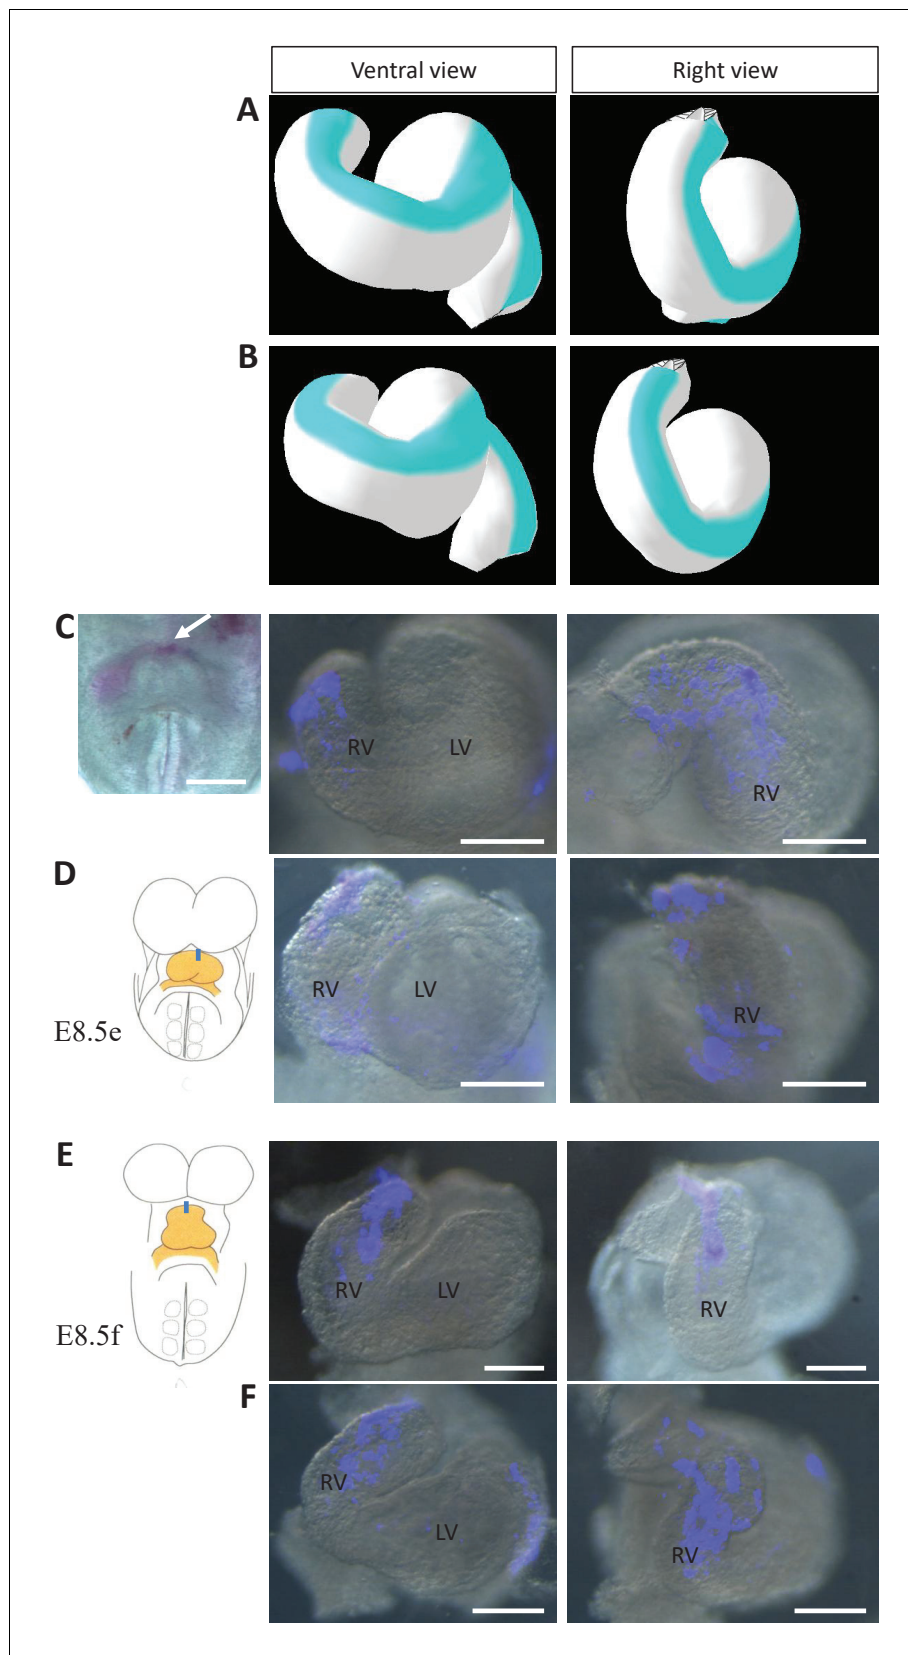 Ventral view Right view
A
B
C
RV LV RV
D
RV LV RV
E8.5e
E
RV LV RV
E8.5f
F
RV LV RV